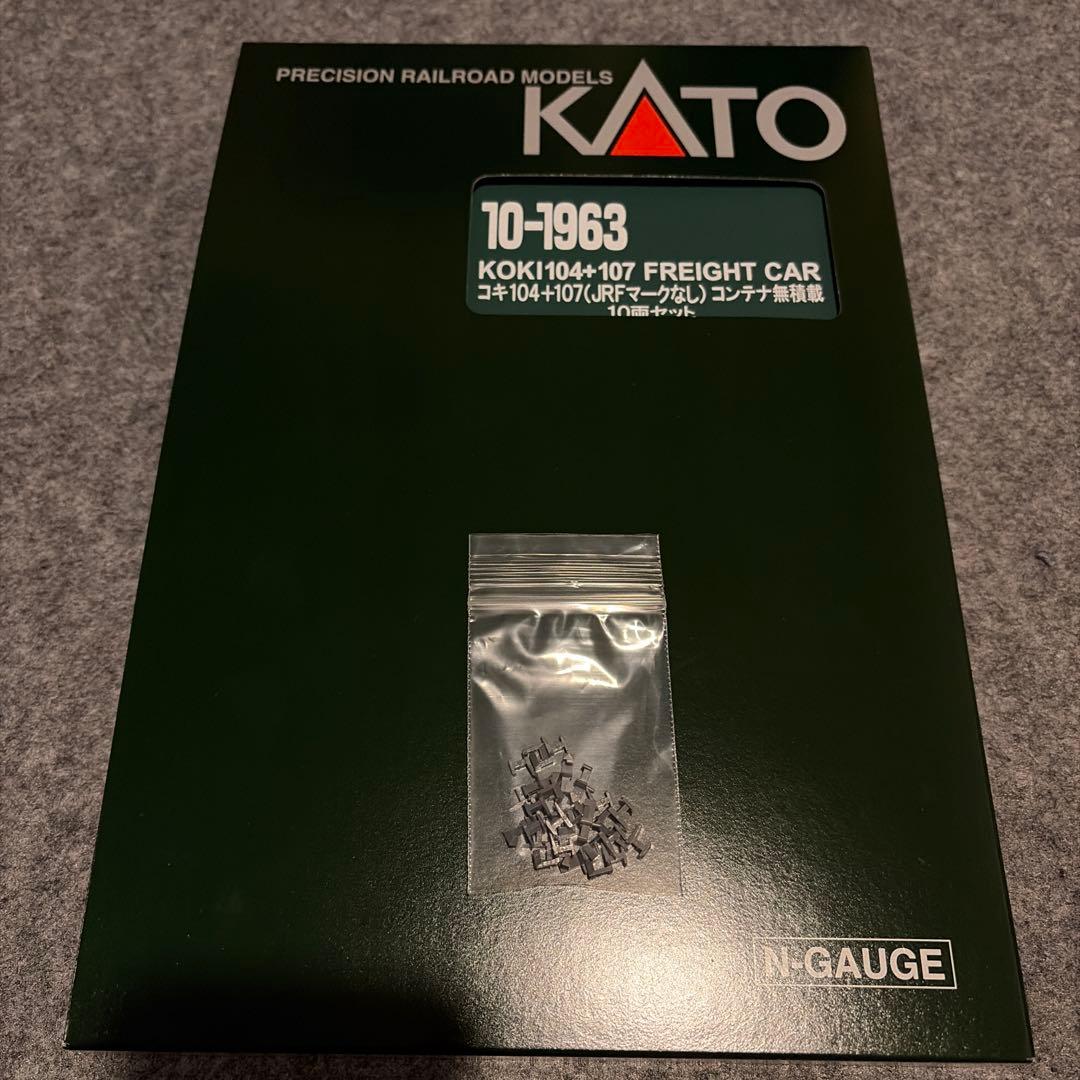 PRECISION RAILROAD MODELS
KATO
10-1963
KOKI104+107 FREIGHT CAR
コキ104+107(JRFマークなし) コンテナ無積載
10両セット
N-GAUGE